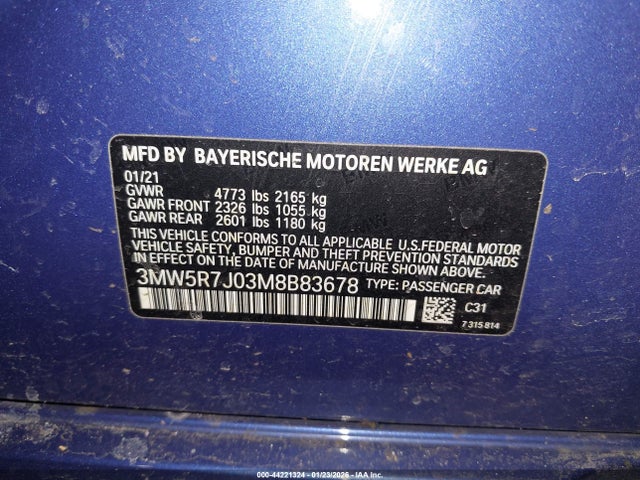 MFD BY BAYERISCHE MOTOREN WERKE AG
01/21
GVWR 4773 lbs 2165 kg
GAWR FRONT 2326 lbs 1055 kg
GAWR REAR 2601 lbs 1180 kg
THIS VEHICLE CONFORMS TO ALL APPLICABLE U.S.FEDERAL MOTOR
VEHICLE SAFETY, BUMPER AND THEFT PREVENTION STANDARDS
IN EFFECT ON THE DATE OF MANUFACTURE SHOWN ABOVE.
3MW5R7J03M8B83678 TYPE: PASSENGER CAR
C31
7 315 814
000-44221324 - 01/23/2026 - IAA Inc.